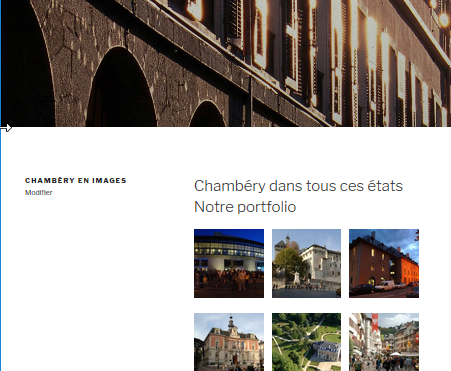 CHAMBÉRY EN IMAGES
Modifier
Chambéry dans tous ces états
Notre portfolio